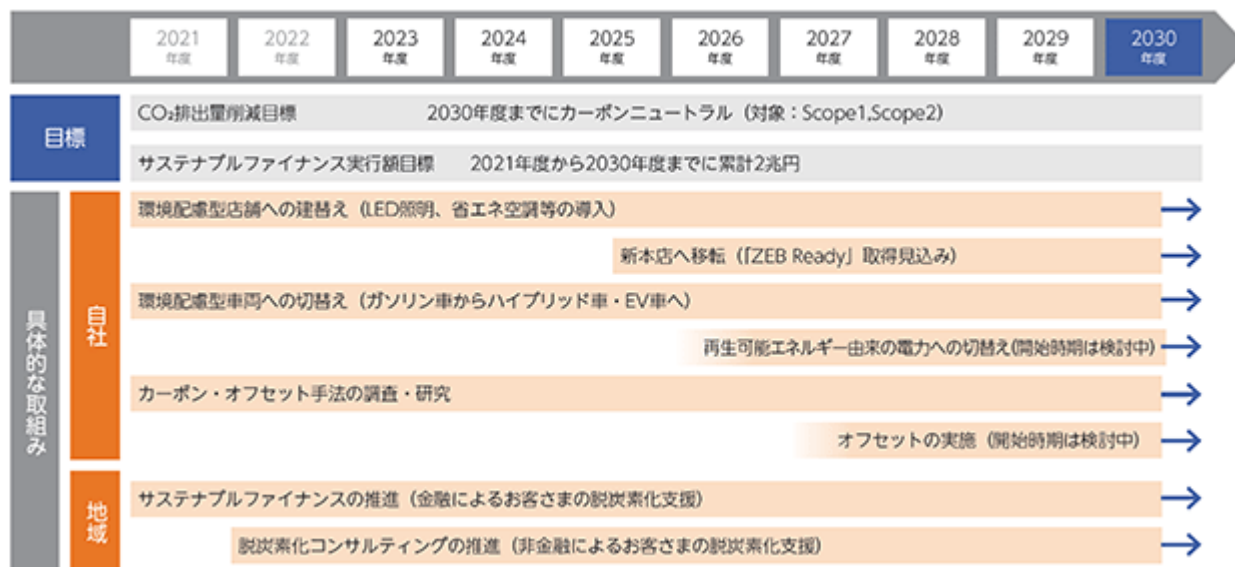 2021 2022 2023 2024 2025 2026 2027 2028 2029 2030
年度 年度 年度 年度 年度 年度 年度 年度 年度 年度
目標
CO₂排出量削減目標 2030年度までにカーボンニュートラル（対象：Scope1,Scope2）
サステナブルファイナンス実行額目標 2021年度から2030年度までに累計2兆円
具体的な取組み
自社
環境配慮型店舗への建替え（LED照明、省エネ空調等の導入）
新本店へ移転（「ZEB Ready」取得見込み）
環境配慮型車両への切替え（ガソリン車からハイブリッド車・EV車へ）
再生可能エネルギー由来の電力への切替え(開始時期は検討中)
カーボン・オフセット手法の調査・研究
オフセットの実施（開始時期は検討中）
地域
サステナブルファイナンスの推進（金融によるお客さまの脱炭素化支援）
脱炭素化コンサルティングの推進（非金融によるお客さまの脱炭素化支援）